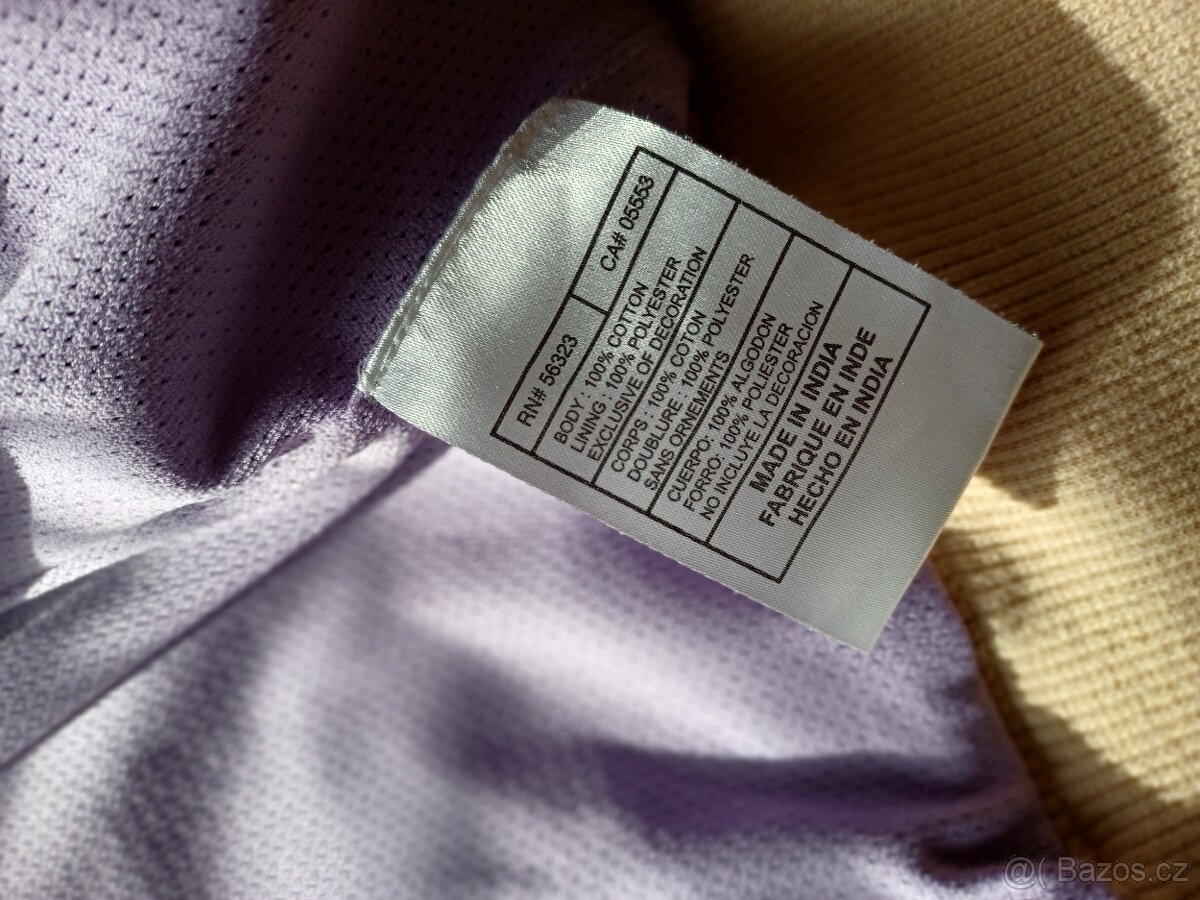 RN# 56323 CA# 05553
BODY : 100% COTTON
LINING : 100% POLYESTER
EXCLUSIVE OF DECORATION
CORPS : 100% COTON
DOUBLURE : 100% POLYESTER
SANS ORNEMENTS
CUERPO: 100% ALGODON
FORRO: 100% POLIESTER
NO INCLUYE LA DECORACION
MADE IN INDIA
FABRIQUE EN INDE
HECHO EN INDIA
@( Bazos.cz